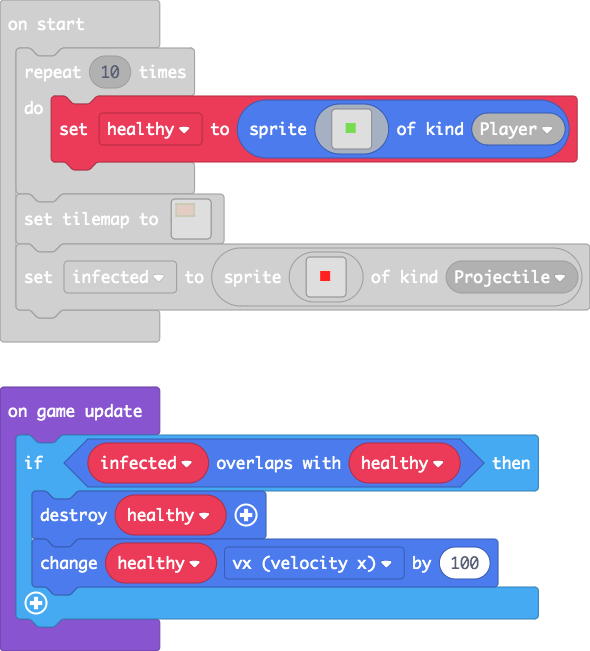 on start
repeat 10 times
do
set healthy to sprite of kind Player
set tilemap to
set infected to sprite of kind Projectile
on game update
if infected overlaps with healthy then
destroy healthy
change healthy vx (velocity x) by 100